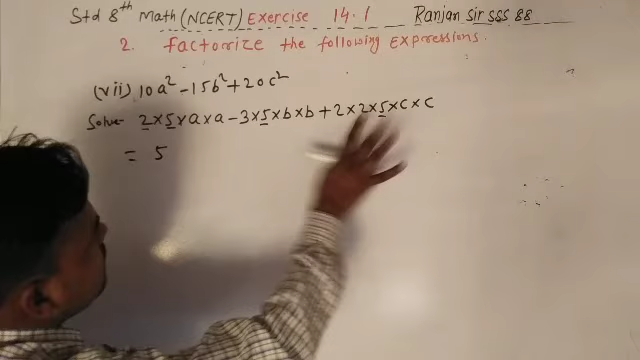 Std 8th Math (NCERT) Exercise 14.1 Ranjan Sir SSS 88
2. Factorize the following expressions.
(vii) 10a² - 15b² + 20c²
Solve- 2×5×a×a - 3×5×b×b + 2×2×5×c×c
= 5